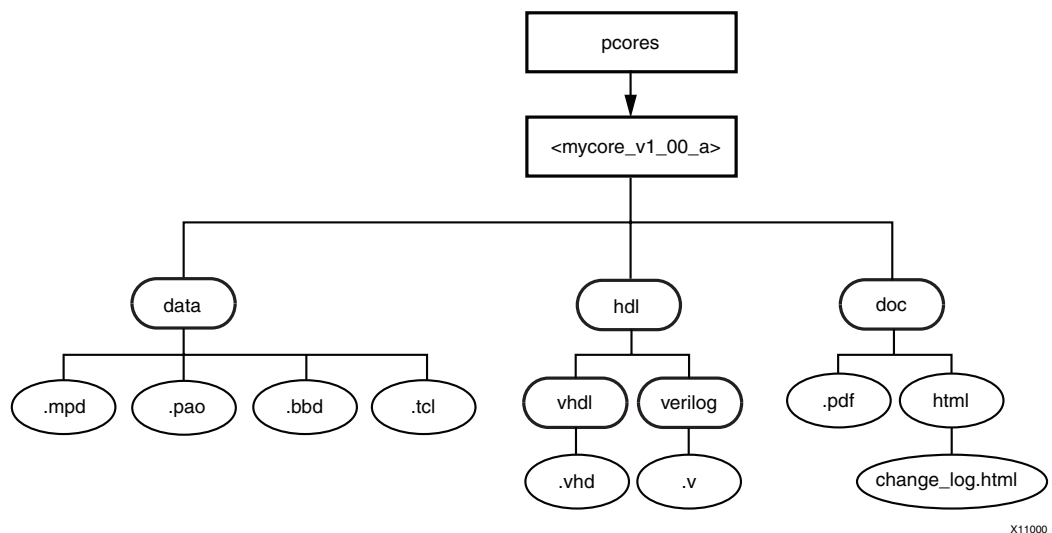 pcores
<mycore_v1_00_a>
data
hdl
doc
.mpd
.pao
.bbd
.tcl
vhdl
verilog
.pdf
html
.vhd
.v
change_log.html
X11000